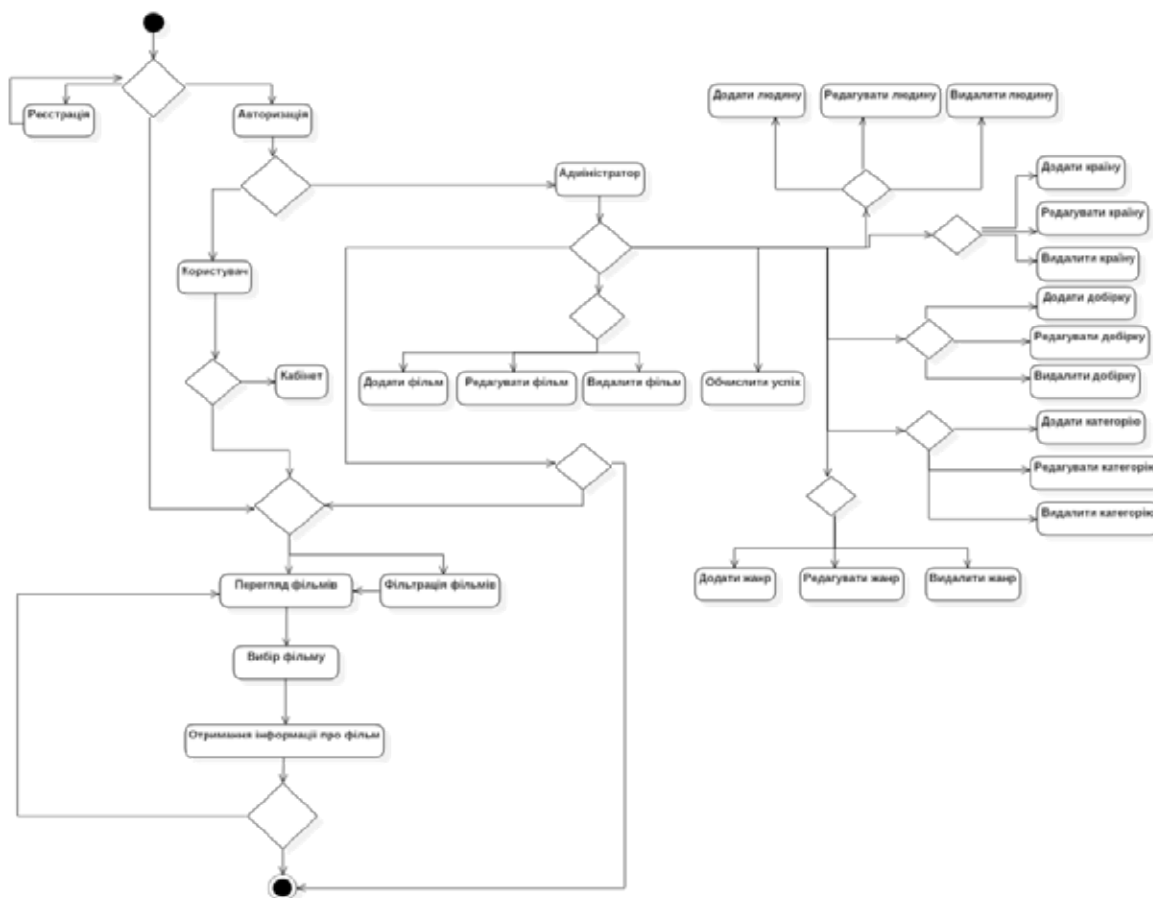 Реєстрація
Авторизація
Додати людину
Редагувати людину
Видалити людину
Адміністратор
Додати країну
Редагувати країну
Видалити країну
Користувач
Додати добірку
Редагувати добірку
Видалити добірку
Кабінет
Додати фільм
Редагувати фільм
Видалити фільм
Обчислити успіх
Додати категорію
Редагувати категорію
Видалити категорію
Додати жанр
Редагувати жанр
Видалити жанр
Перегляд фільмів
Фільтрація фільмів
Вибір фільму
Отримання інформації про фільм